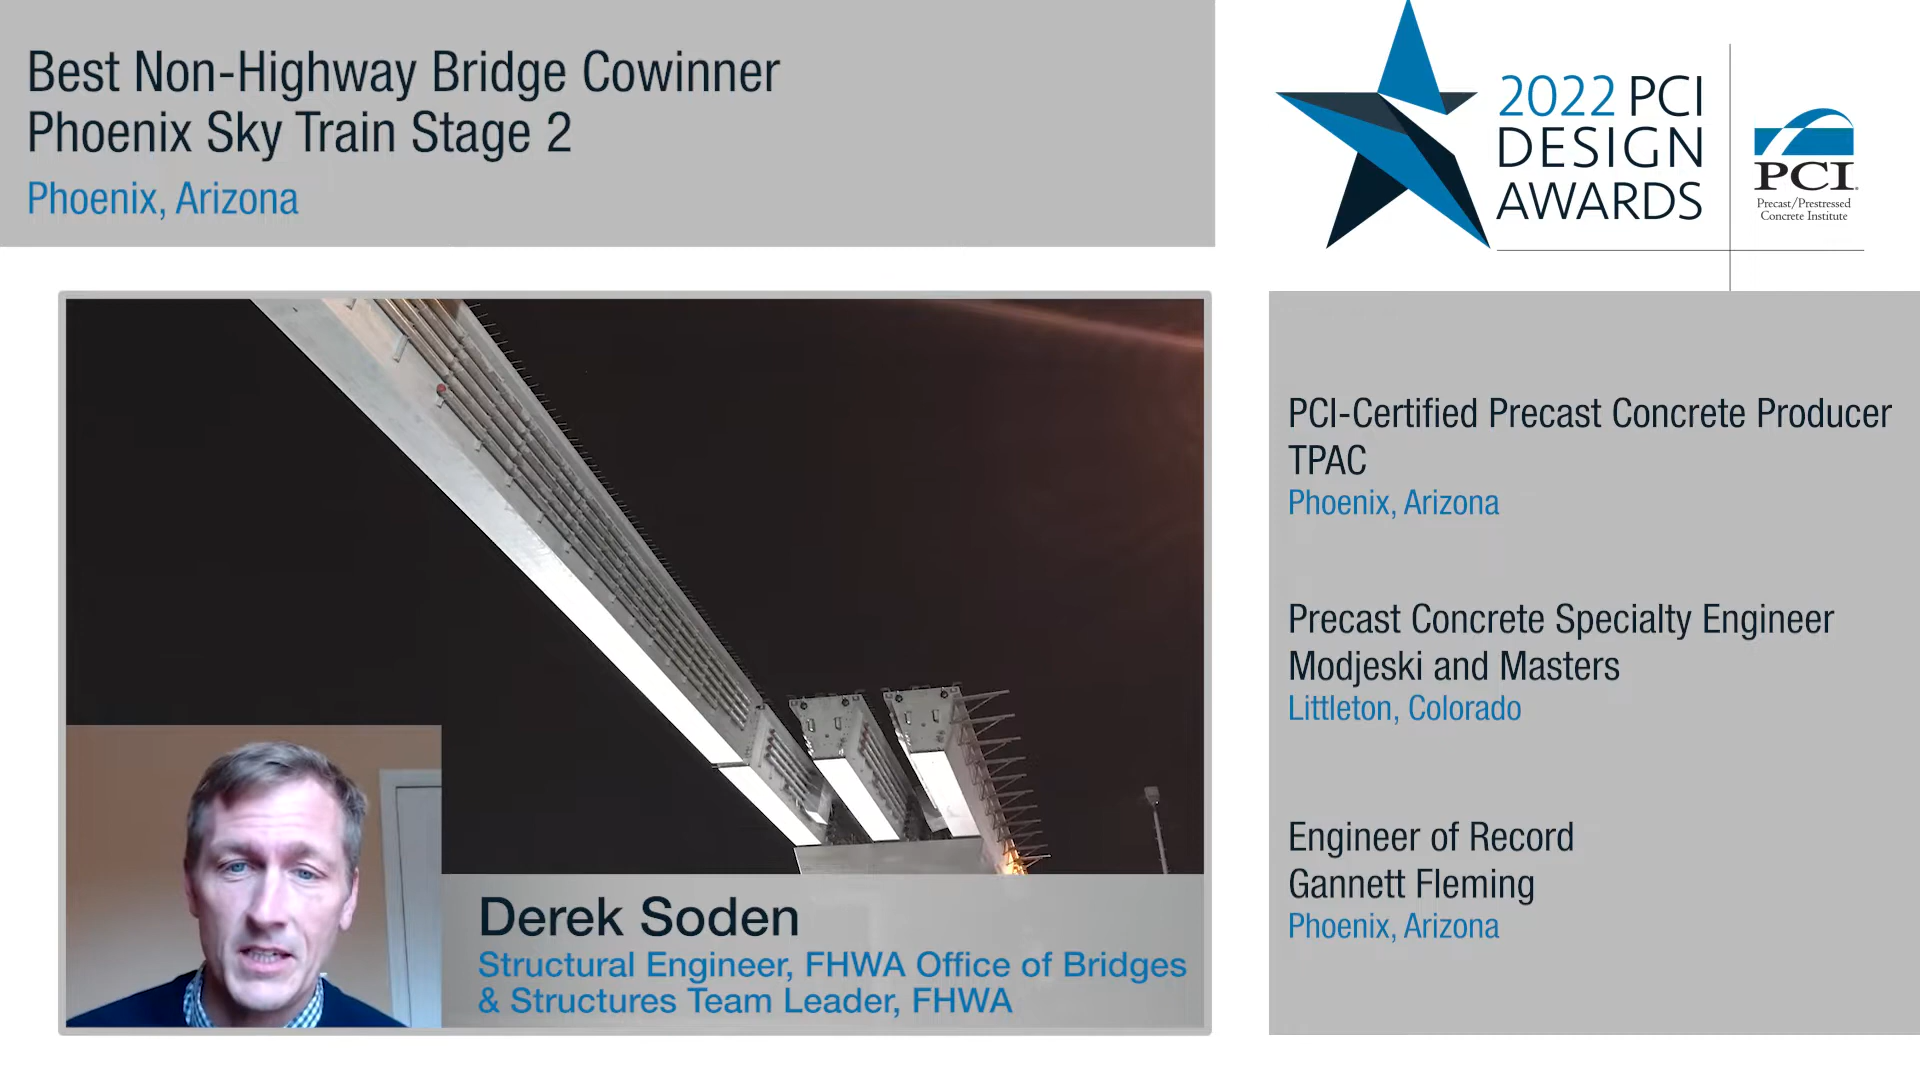 Best Non-Highway Bridge Cowinner
Phoenix Sky Train Stage 2
Phoenix, Arizona
2022 PCI
DESIGN
AWARDS
PCI
Precast/Prestressed
Concrete Institute
PCI-Certified Precast Concrete Producer
TPAC
Phoenix, Arizona
Precast Concrete Specialty Engineer
Modjeski and Masters
Littleton, Colorado
Engineer of Record
Gannett Fleming
Phoenix, Arizona
Derek Soden
Structural Engineer, FHWA Office of Bridges
& Structures Team Leader, FHWA